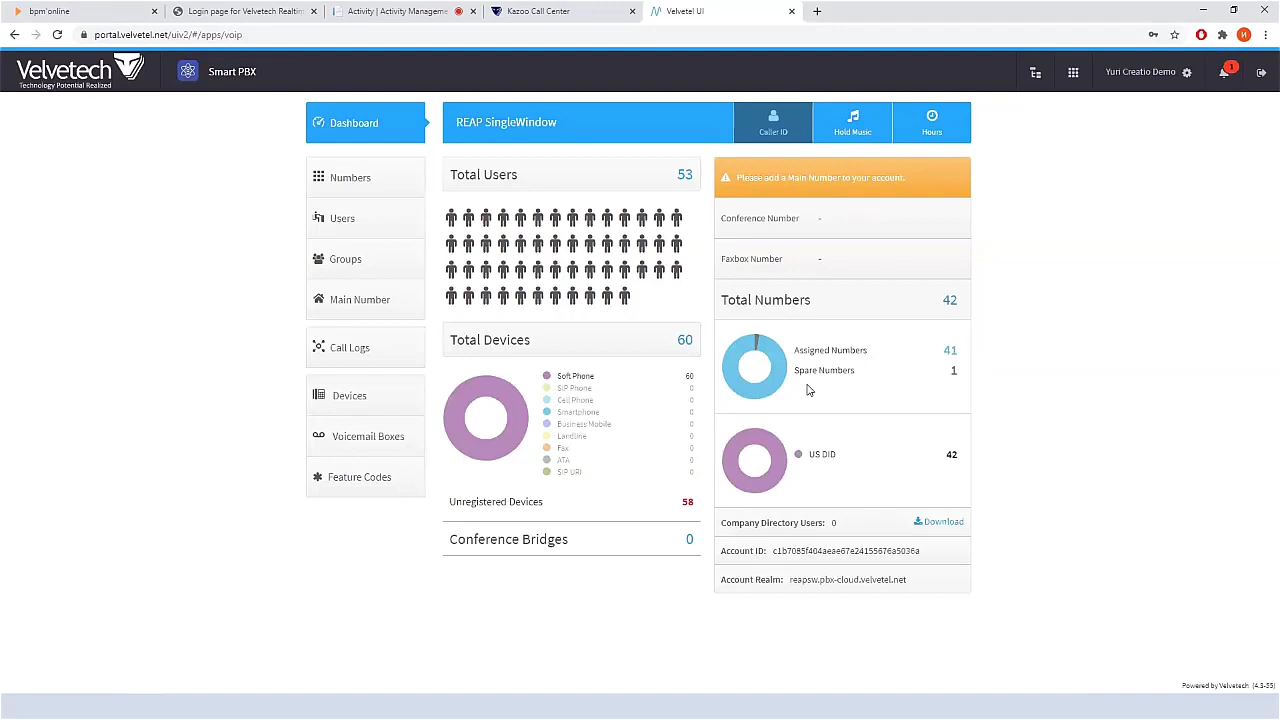 bpm'online
Login page for Velvetech Realtim
Activity | Activity Manageme
Kazoo Call Center
Velvetel UI
portal.velvetel.net/uiv2/#/apps/voip
Velvetech
Technology Potential Realized
Smart PBX
Yuri Creatio Demo
1
Dashboard
REAP SingleWindow
Caller ID
Hold Music
Hours
Numbers
Users
Groups
Main Number
Call Logs
Devices
Voicemail Boxes
Feature Codes
Total Users 53
Total Devices 60
Soft Phone 60
SIP Phone 0
Cell Phone 0
Smartphone 0
Business Mobile 0
Landline 0
Fax 0
ATA 0
SIP URI 0
Unregistered Devices 58
Conference Bridges 0
Please add a Main Number to your account.
Conference Number -
Faxbox Number -
Total Numbers 42
Assigned Numbers 41
Spare Numbers 1
US DID 42
Company Directory Users: 0 Download
Account ID: c1b7085f404aeae67e24155676a5036a
Account Realm: reapsw.pbx-cloud.velvetel.net
Powered by Velvetech (4.3-55)